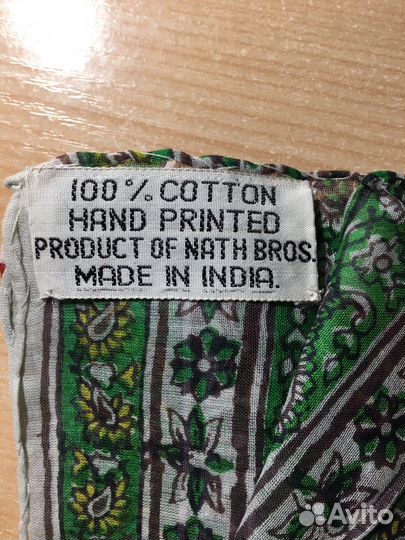 100% COTTON
HAND PRINTED
PRODUCT OF NATH BROS.
MADE IN INDIA.
Avito